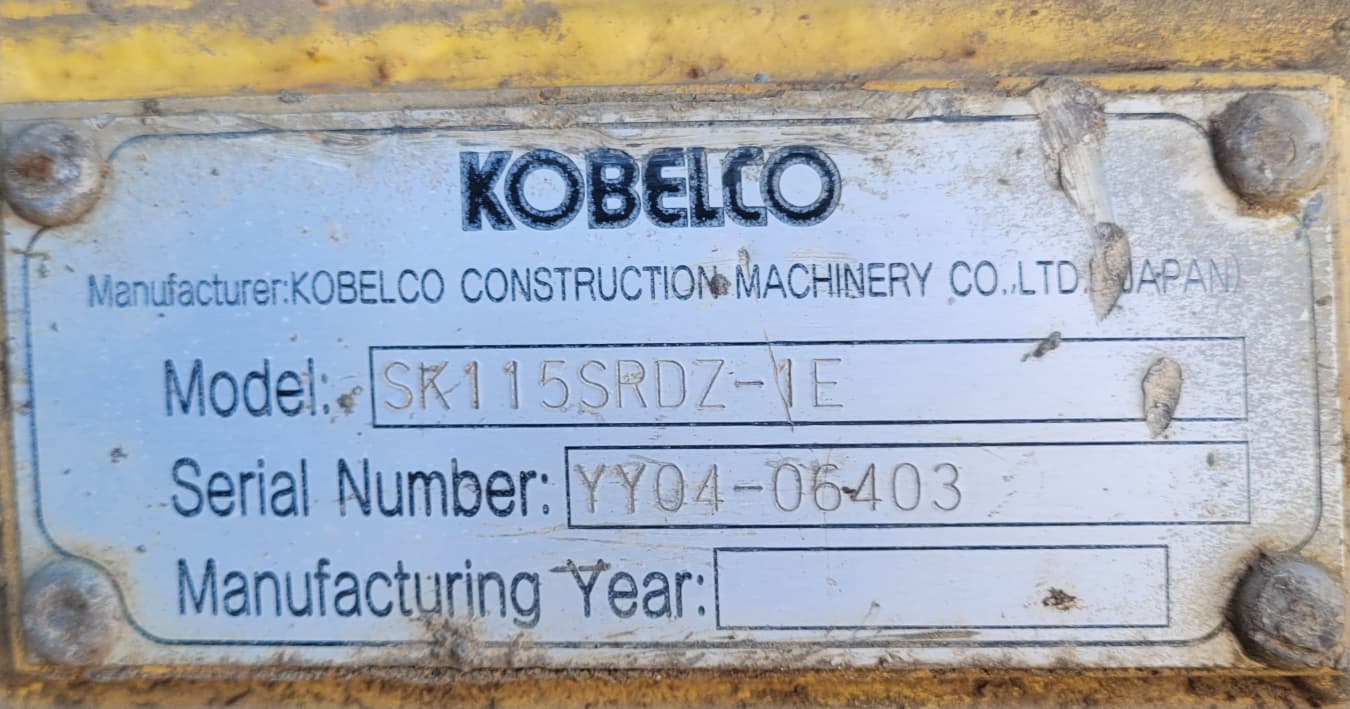 KOBELCO
Manufacturer:KOBELCO CONSTRUCTION MACHINERY CO.,LTD.(JAPAN)
Model: SK115SRDZ-1E
Serial Number: YY04-06403
Manufacturing Year: